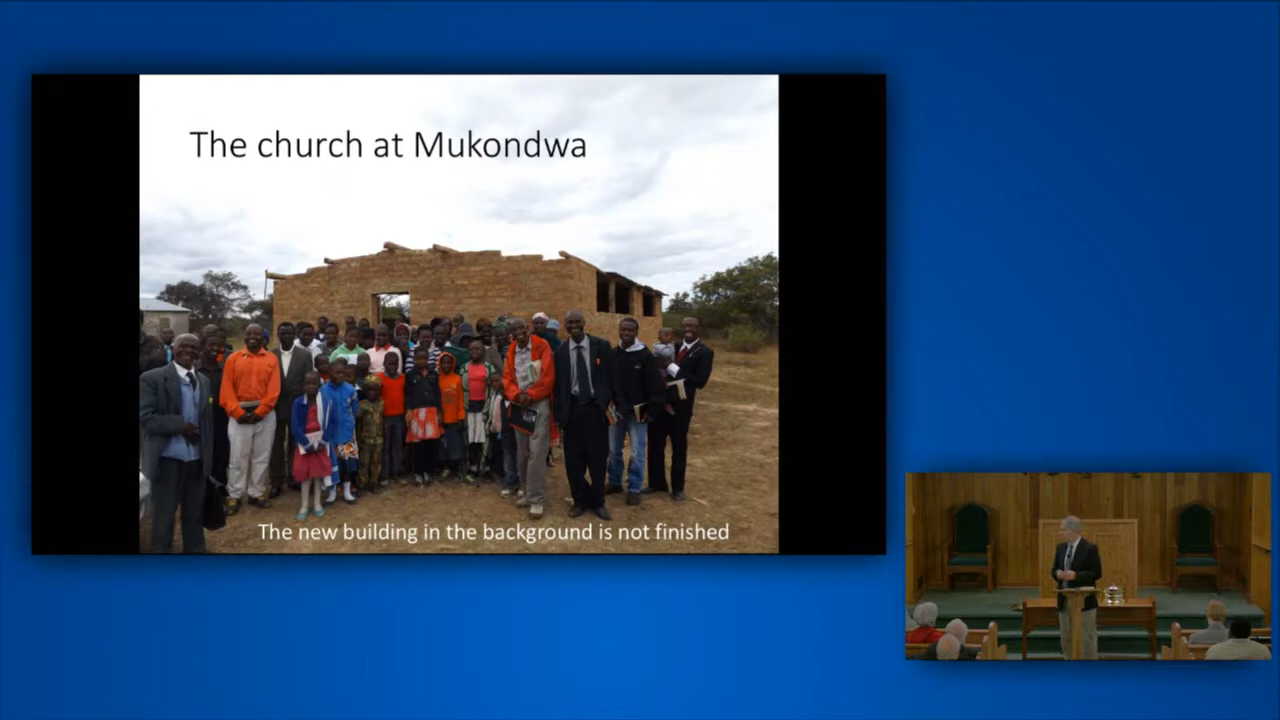 The church at Mukondwa
The new building in the background is not finished